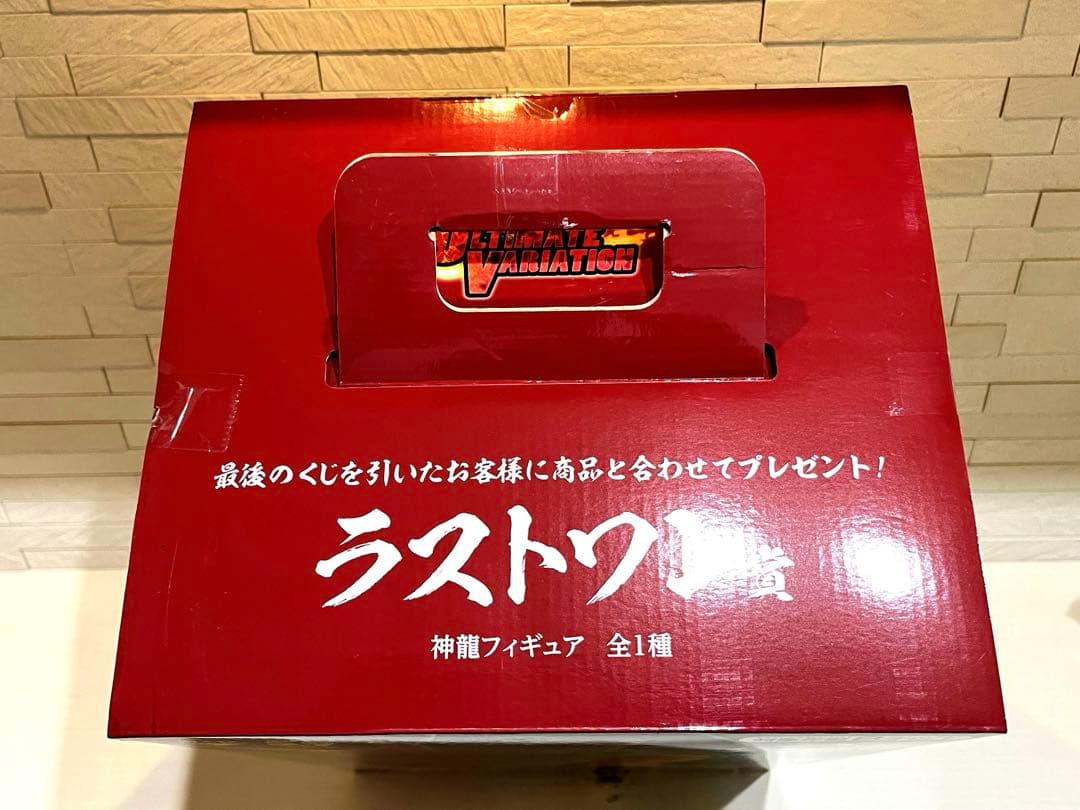 ULTIMATE
VARIATION
最後のくじを引いたお客様に商品と合わせてプレゼント!
ラストワン賞
神龍フィギュア 全1種